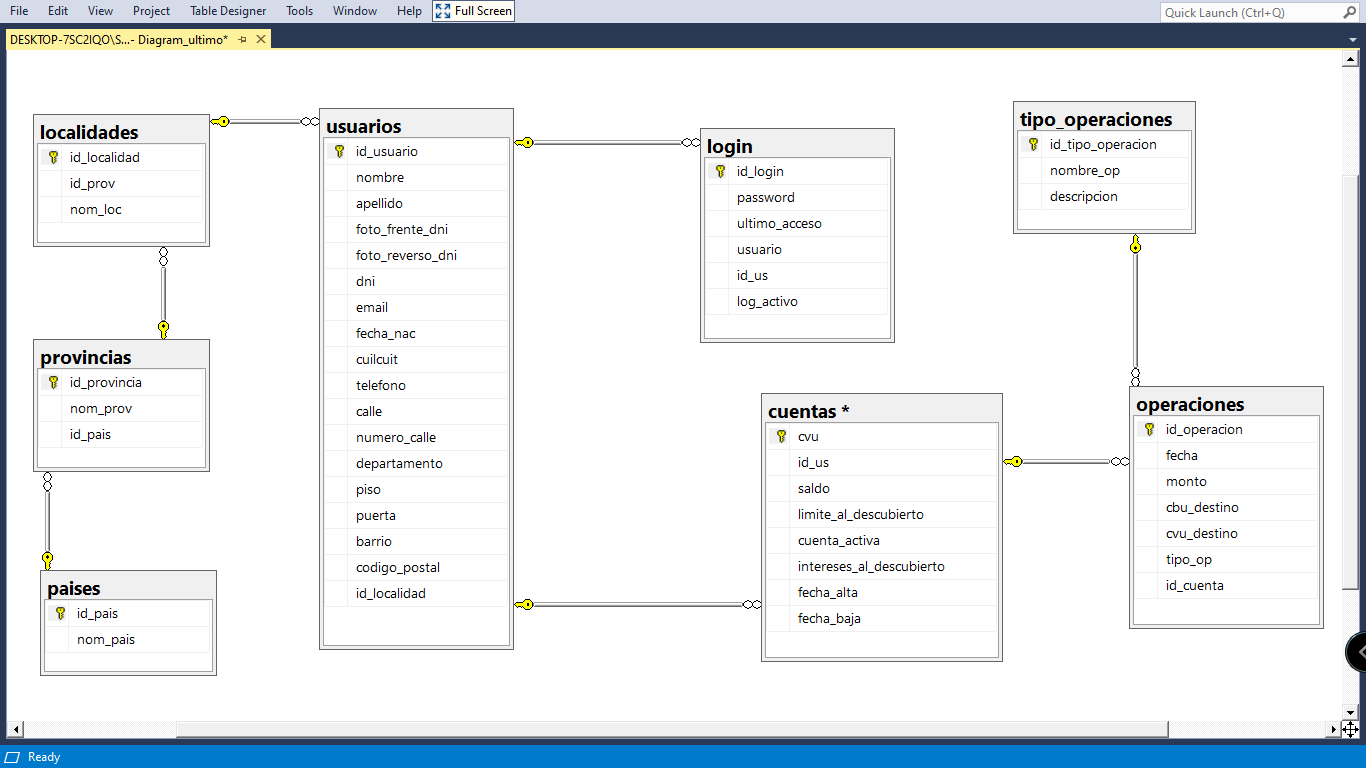 File Edit View Project Table Designer Tools Window Help Full Screen Quick Launch (Ctrl+Q)
DESKTOP-7SC2IQO\S...- Diagram_ultimo*
localidades
id_localidad
id_prov
nom_loc
provincias
id_provincia
nom_prov
id_pais
paises
id_pais
nom_pais
usuarios
id_usuario
nombre
apellido
foto_frente_dni
foto_reverso_dni
dni
email
fecha_nac
cuilcuit
telefono
calle
numero_calle
departamento
piso
puerta
barrio
codigo_postal
id_localidad
login
id_login
password
ultimo_acceso
usuario
id_us
log_activo
cuentas *
cvu
id_us
saldo
limite_al_descubierto
cuenta_activa
intereses_al_descubierto
fecha_alta
fecha_baja
tipo_operaciones
id_tipo_operacion
nombre_op
descripcion
operaciones
id_operacion
fecha
monto
cbu_destino
cvu_destino
tipo_op
id_cuenta
Ready